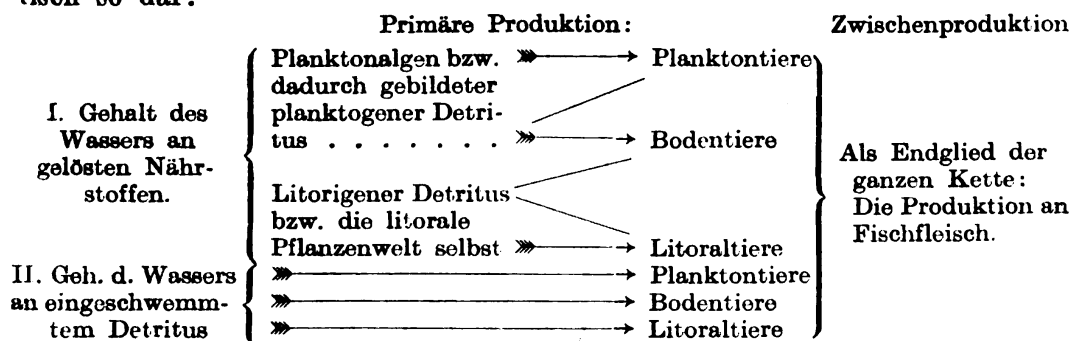 tisch so dar:
Primäre Produktion: Zwischenproduktion
Planktonalgen bzw. Planktontiere
dadurch gebildeter
planktogener Detri-
tus . . . . . . . Bodentiere
I. Gehalt des
Wassers an
gelösten Nähr-
stoffen.
Litorigener Detritus
bzw. die litorale
Pflanzenwelt selbst Litoraltiere
II. Geh. d. Wassers
an eingeschwemm-
tem Detritus
Planktontiere
Bodentiere
Litoraltiere
Als Endglied der
ganzen Kette:
Die Produktion an
Fischfleisch.